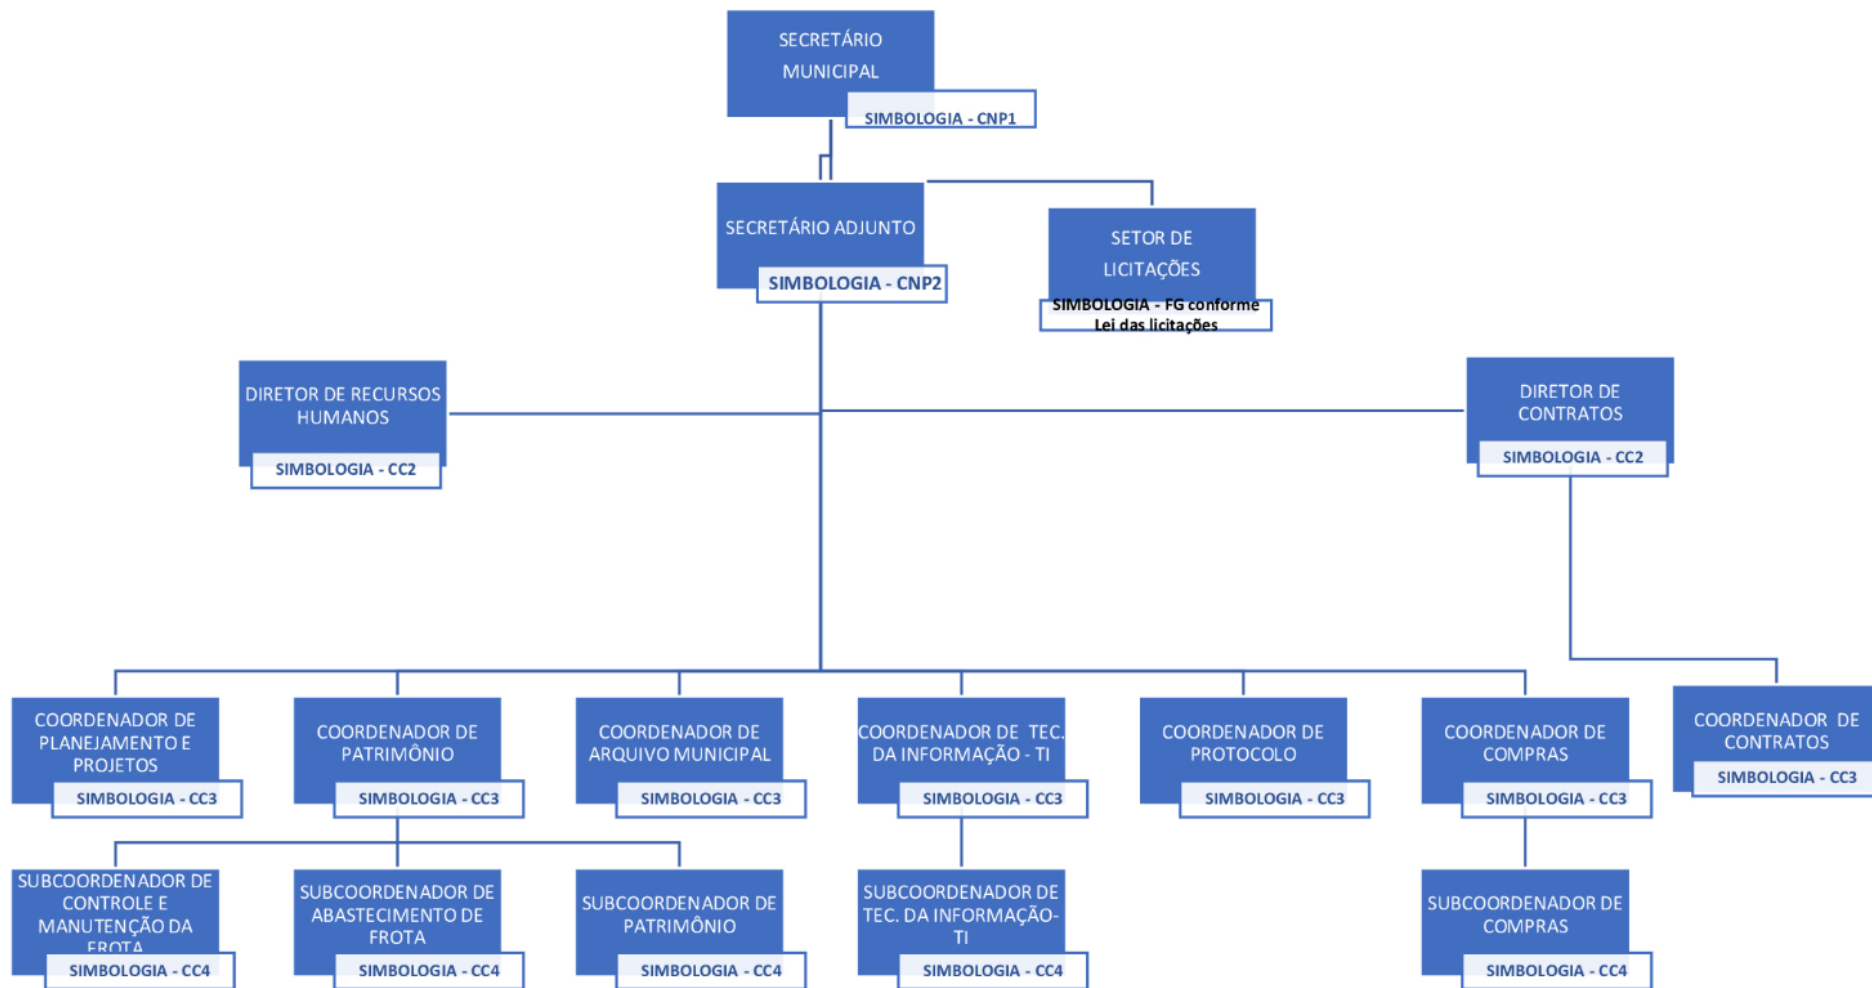 SECRETÁRIO
MUNICIPAL
SIMBOLOGIA - CNP1
SECRETÁRIO ADJUNTO
SIMBOLOGIA - CNP2
SETOR DE
LICITAÇÕES
SIMBOLOGIA - FG conforme
Lei das licitações
DIRETOR DE RECURSOS
HUMANOS
SIMBOLOGIA - CC2
DIRETOR DE
CONTRATOS
SIMBOLOGIA - CC2
COORDENADOR DE
PLANEJAMENTO E
PROJETOS
SIMBOLOGIA - CC3
COORDENADOR DE
PATRIMÔNIO
SIMBOLOGIA - CC3
COORDENADOR DE
ARQUIVO MUNICIPAL
SIMBOLOGIA - CC3
COORDENADOR DE  TEC.
DA INFORMAÇÃO - TI
SIMBOLOGIA - CC3
COORDENADOR DE
PROTOCOLO
SIMBOLOGIA - CC3
COORDENADOR DE
COMPRAS
SIMBOLOGIA - CC3
COORDENADOR  DE
CONTRATOS
SIMBOLOGIA - CC3
SUBCOORDENADOR DE
CONTROLE E
MANUTENÇÃO DA
FROTA
SIMBOLOGIA - CC4
SUBCOORDENADOR DE
ABASTECIMENTO DE
FROTA
SIMBOLOGIA - CC4
SUBCOORDENADOR DE
PATRIMÔNIO
SIMBOLOGIA - CC4
SUBCOORDENADOR DE
TEC. DA INFORMAÇÃO-
TI
SIMBOLOGIA - CC4
SUBCOORDENADOR DE
COMPRAS
SIMBOLOGIA - CC4